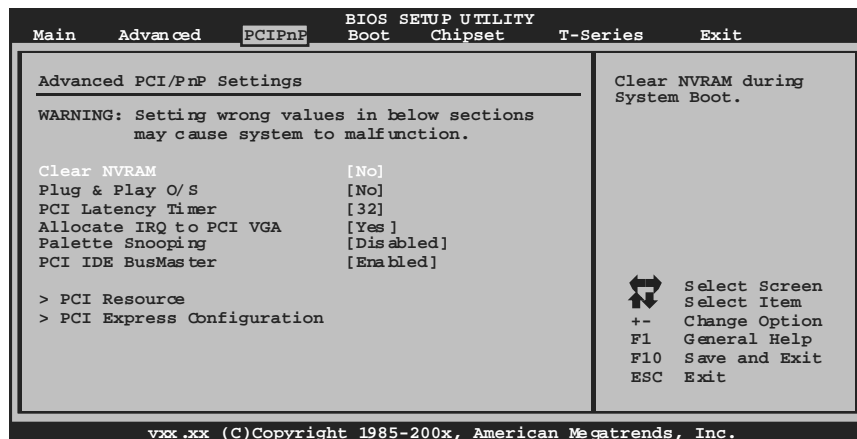 BIOS SETUP UTILITY
Main Advanced PCIPnP Boot Chipset T-Series Exit
Advanced PCI/PnP Settings
WARNING: Setting wrong values in below sections
may cause system to malfunction.
Clear NVRAM [No]
Plug & Play O/S [No]
PCI Latency Timer [32]
Allocate IRQ to PCI VGA [Yes]
Palette Snooping [Disabled]
PCI IDE BusMaster [Enabled]
> PCI Resource
> PCI Express Configuration
Clear NVRAM during
System Boot.
Select Screen
Select Item
+- Change Option
F1 General Help
F10 Save and Exit
ESC Exit
vxx.xx (C)Copyright 1985-200x, American Megatrends, Inc.